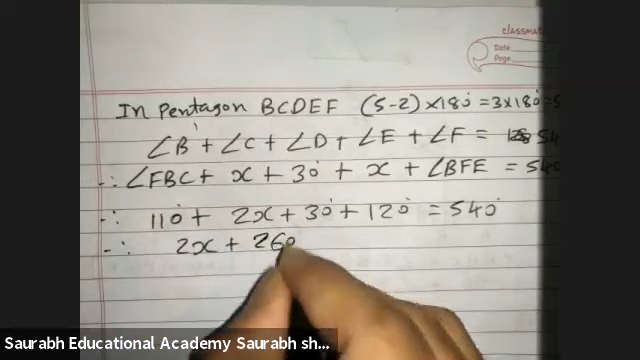 classmate
Date
Page
In Pentagon BCDEF (5-2) × 180° = 3 × 180° = 5
∠B + ∠C + ∠D + ∠E + ∠F = 54
∴ ∠FBC + x + 30° + x + ∠BFE = 540
∴ 110° + 2x + 30° + 120° = 540°
∴ 2x + 260
Saurabh Educational Academy Saurabh sh...